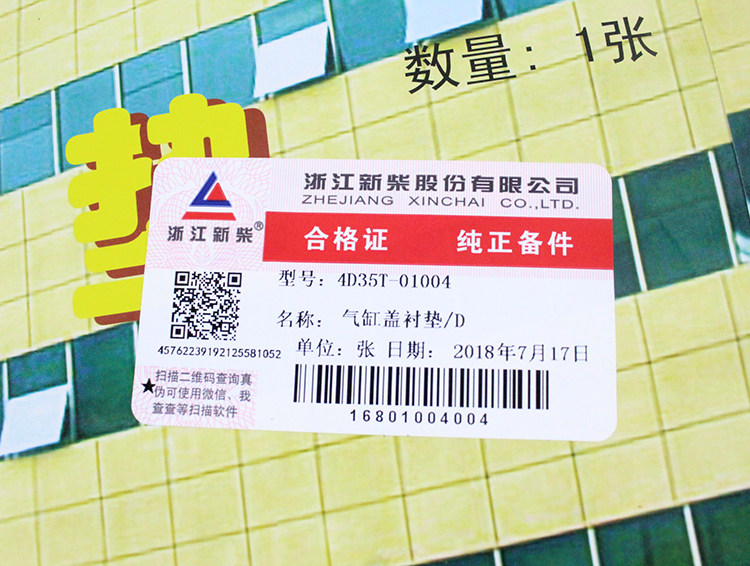 数量: 1张
垫
浙江新柴®
浙江新柴股份有限公司
ZHEJIANG XINCHAI CO.,LTD.
合格证 纯正备件
型号: 4D35T-01004
名称: 气缸盖衬垫/D
单位: 张 日期: 2018年7月17日
45762239192125581052
扫描二维码查询真
伪可使用微信、我
查查等扫描软件
16801004004